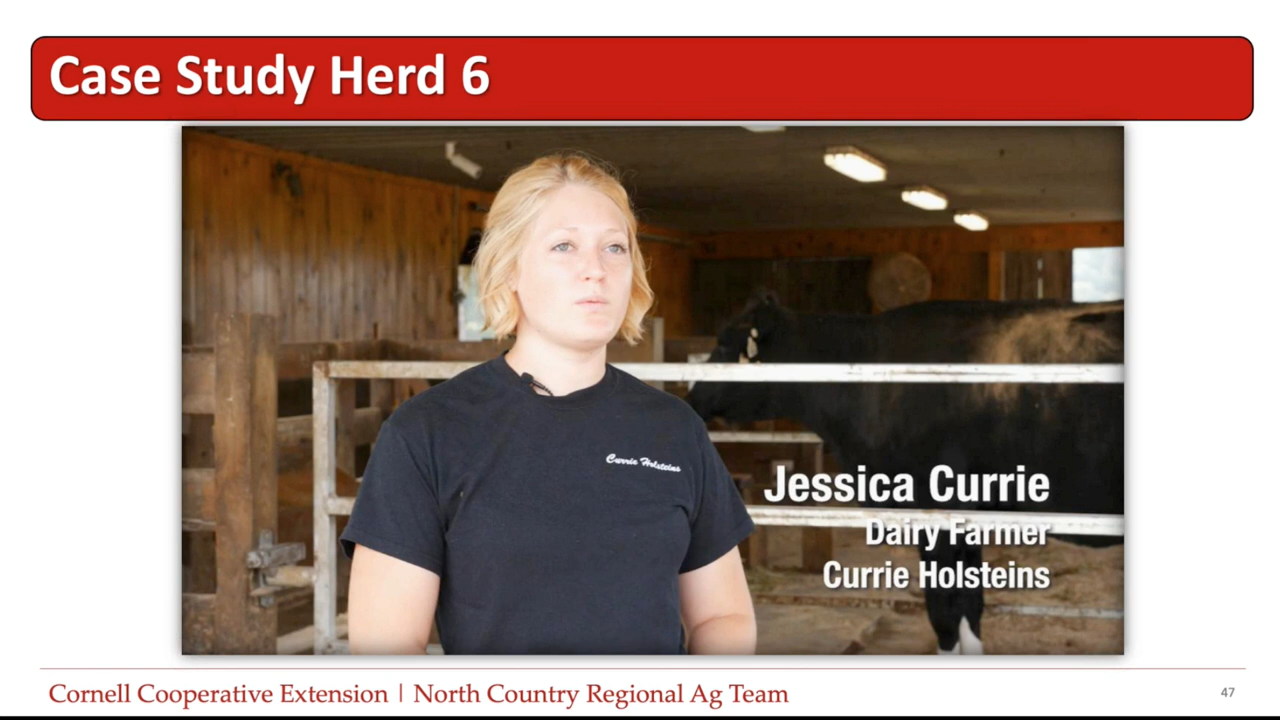 Case Study Herd 6
Currie Holsteins
Jessica Currie
Dairy Farmer
Currie Holsteins
Cornell Cooperative Extension | North Country Regional Ag Team
47